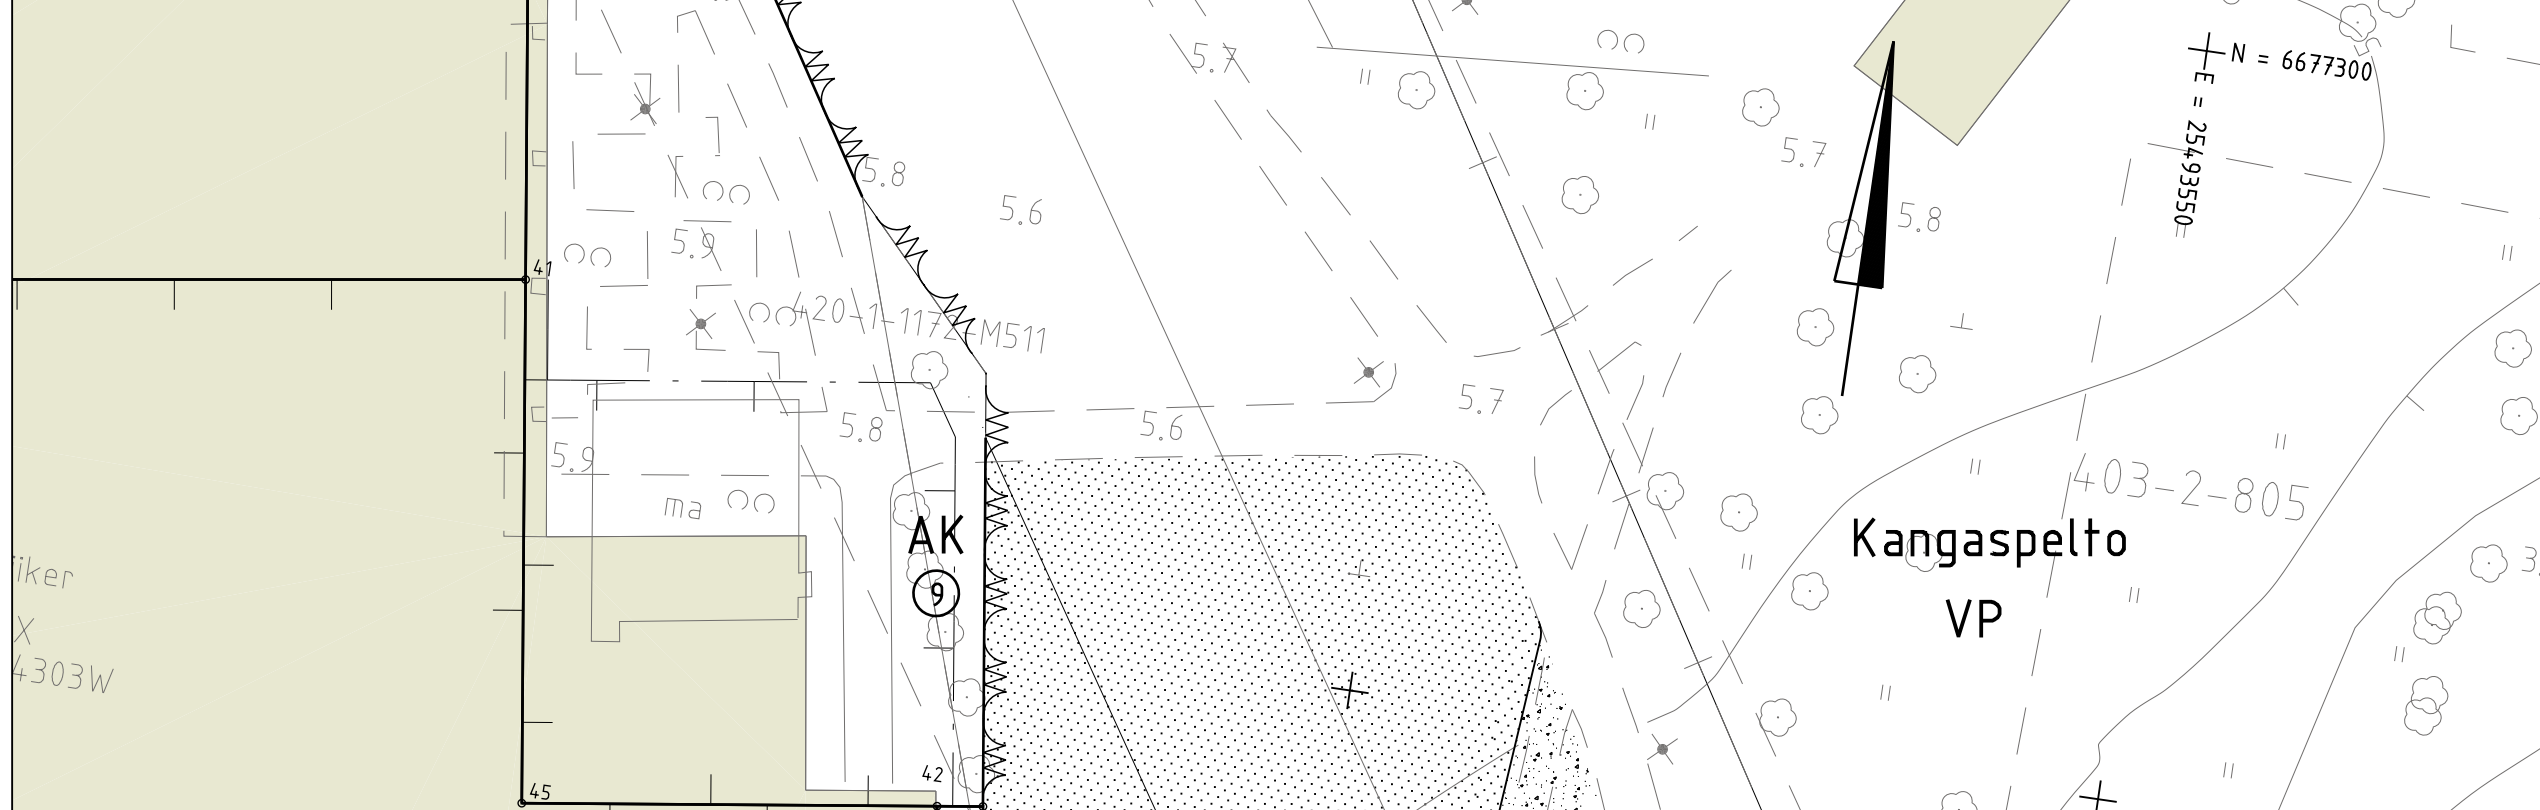 5.7
N = 6677300
E = 25493550
5.7
5.8
5.6
5.8
5.9
41
420-1-1172-M511
5.7
5.8
5.6
5.9
403-2-805
ma
AK
Kangaspelto
iker
9
VP
X
4303W
42
45